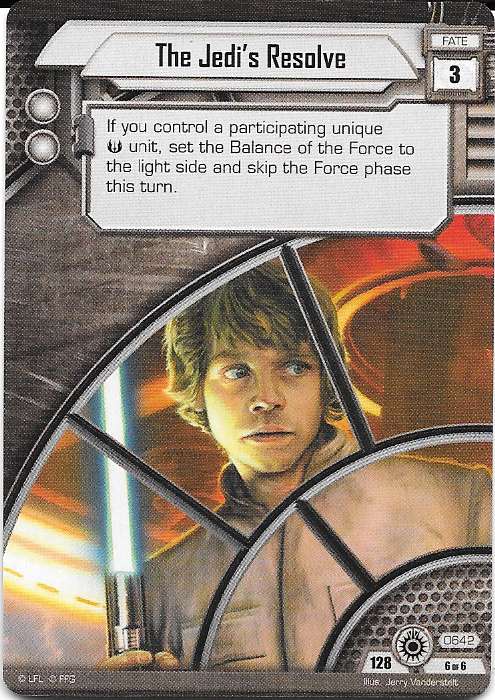 The Jedi's Resolve
FATE
3
If you control a participating unique
unit, set the Balance of the Force to
the light side and skip the Force phase
this turn.
0642
128
6 OF 6
© LFL © FFG
Illus. Jerry Vanderstelt